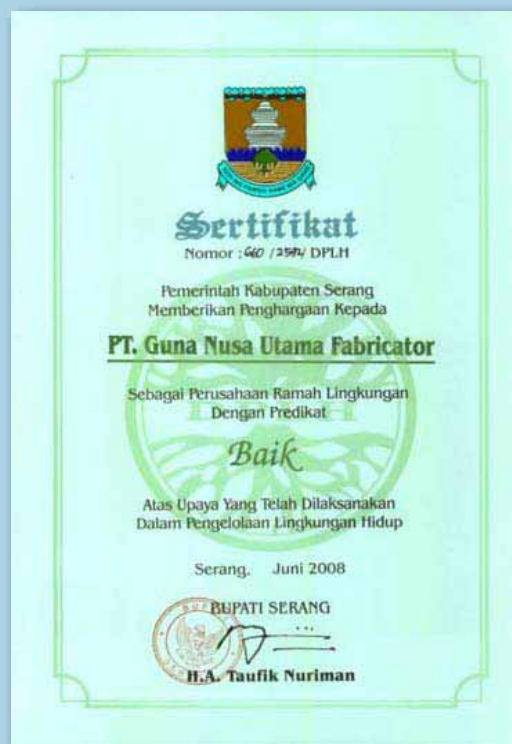 Sertifikat
Nomor : 660 / / DPLH
Pemerintah Kabupaten Serang
Memberikan Penghargaan Kepada
PT. Guna Nusa Utama Fabricator
Sebagai Perusahaan Ramah Lingkungan
Dengan Predikat
Baik
Atas Upaya Yang Telah Dilaksanakan
Dalam Pengelolaan Lingkungan Hidup
Serang, Juni 2008
BUPATI SERANG
H.A. Taufik Nuriman